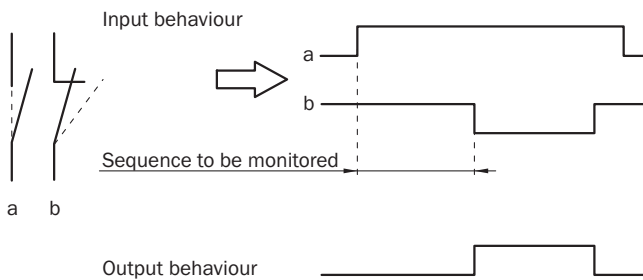 Input behaviour
a
b
Sequence to be monitored
a b
Output behaviour